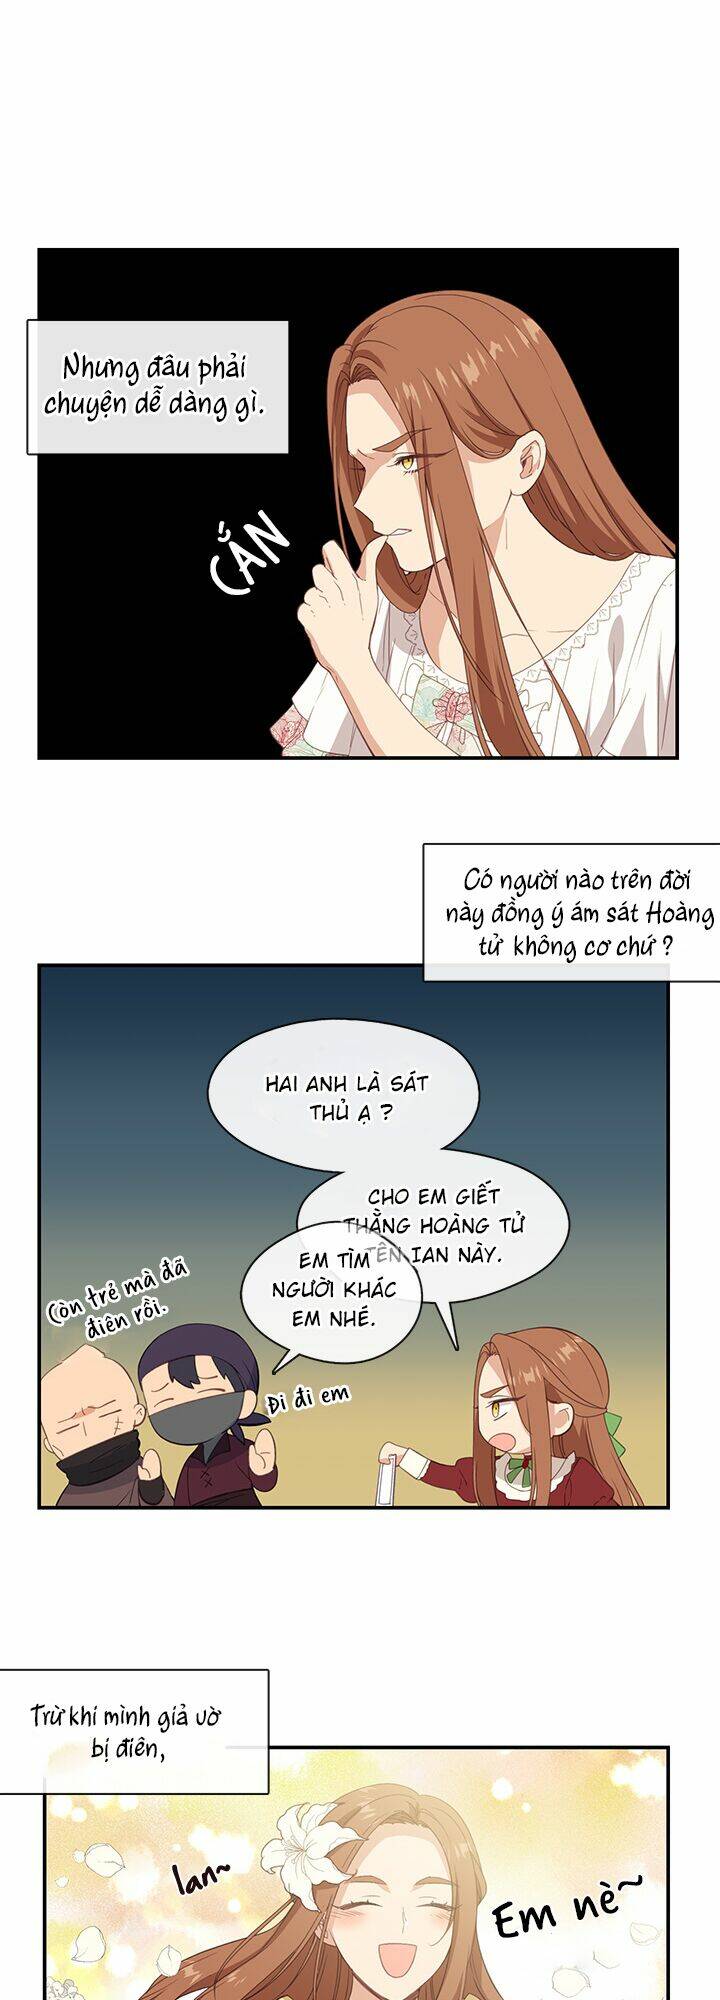 Nhưng đâu phải
chuyện dễ dàng gì.
CẮN
Có người nào trên đời
này đồng ý ám sát Hoàng
tử không cơ chứ ?
HAI ANH LÀ SÁT
THỦ Ạ ?
CHO EM GIẾT
THẰNG HOÀNG TỬ
TÊN IAN NÀY.
EM TÌM
NGƯỜI KHÁC
EM NHÉ.
Còn trẻ mà đã
điên rồi.
Đi đi em
Trừ khi mình giả vờ
bị điên,
Ian~
Em nè~